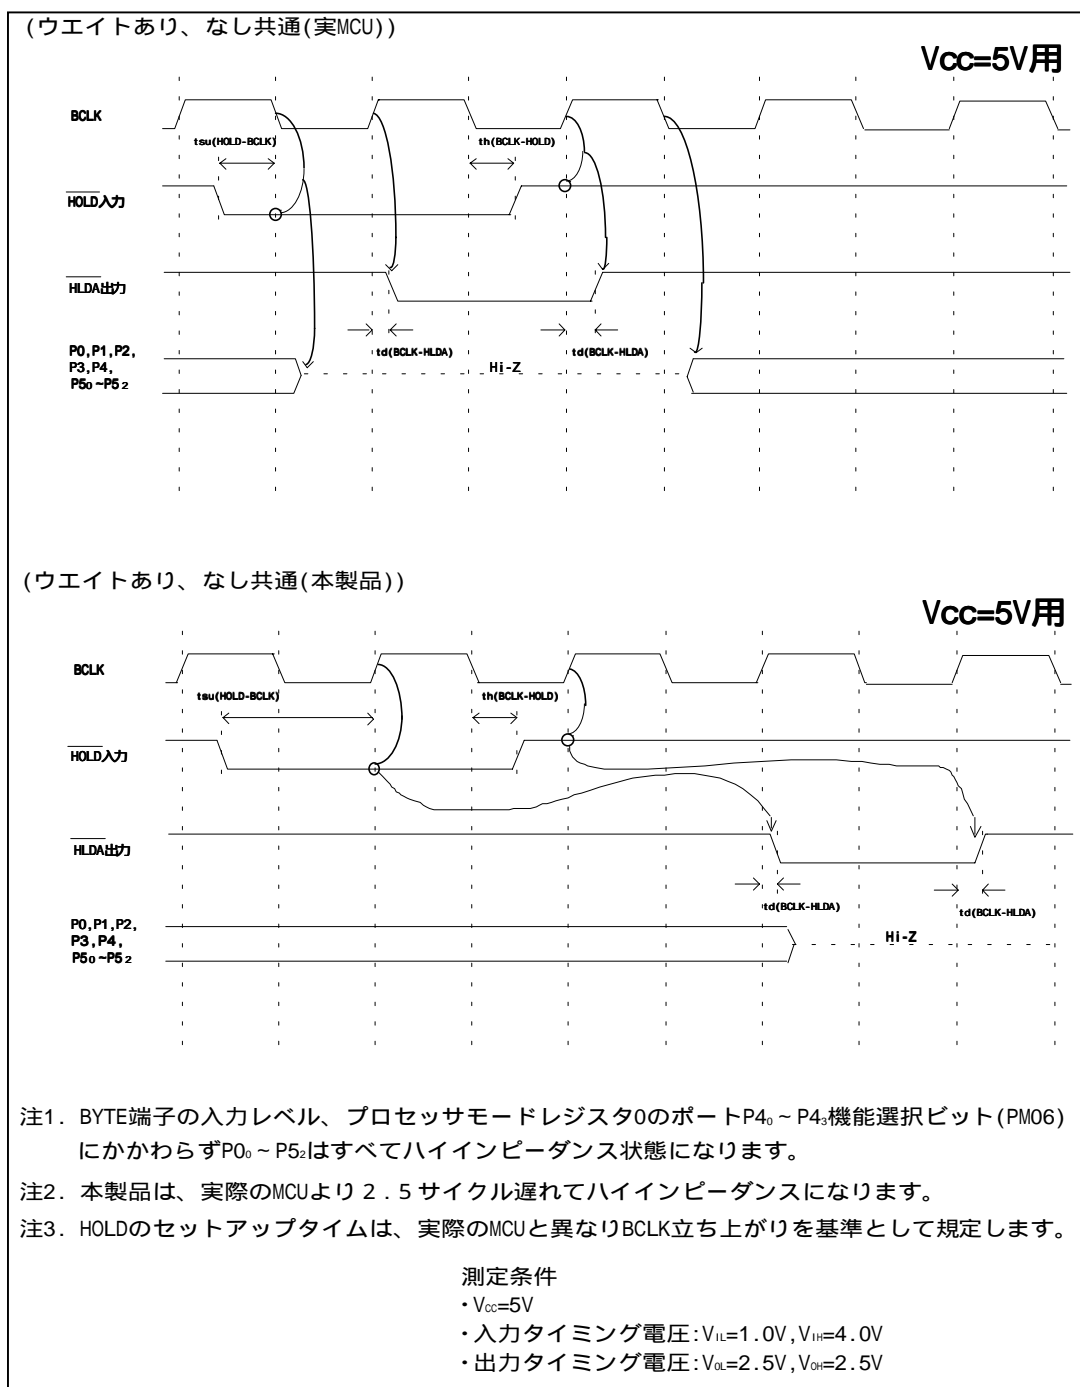 (ウエイトあり、なし共通(実MCU))
Vcc=5V用
BCLK
tsu(HOLD-BCLK)
th(BCLK-HOLD)
HOLD入力
HLDA出力
td(BCLK-HLDA)
td(BCLK-HLDA)
P0,P1,P2,
P3,P4,
P50~P52
Hi-Z
(ウエイトあり、なし共通(本製品))
Vcc=5V用
BCLK
tsu(HOLD-BCLK)
th(BCLK-HOLD)
HOLD入力
HLDA出力
td(BCLK-HLDA)
td(BCLK-HLDA)
P0,P1,P2,
P3,P4,
P50~P52
Hi-Z
注1. BYTE端子の入力レベル、プロセッサモードレジスタ0のポートP40~P43機能選択ビット(PM06)
にかかわらずP00~P52はすべてハイインピーダンス状態になります。
注2. 本製品は、実際のMCUより2.5サイクル遅れてハイインピーダンスになります。
注3. HOLDのセットアップタイムは、実際のMCUと異なりBCLK立ち上がりを基準として規定します。
測定条件
・Vcc=5V
・入力タイミング電圧:VIL=1.0V,VIH=4.0V
・出力タイミング電圧:VOL=2.5V,VOH=2.5V